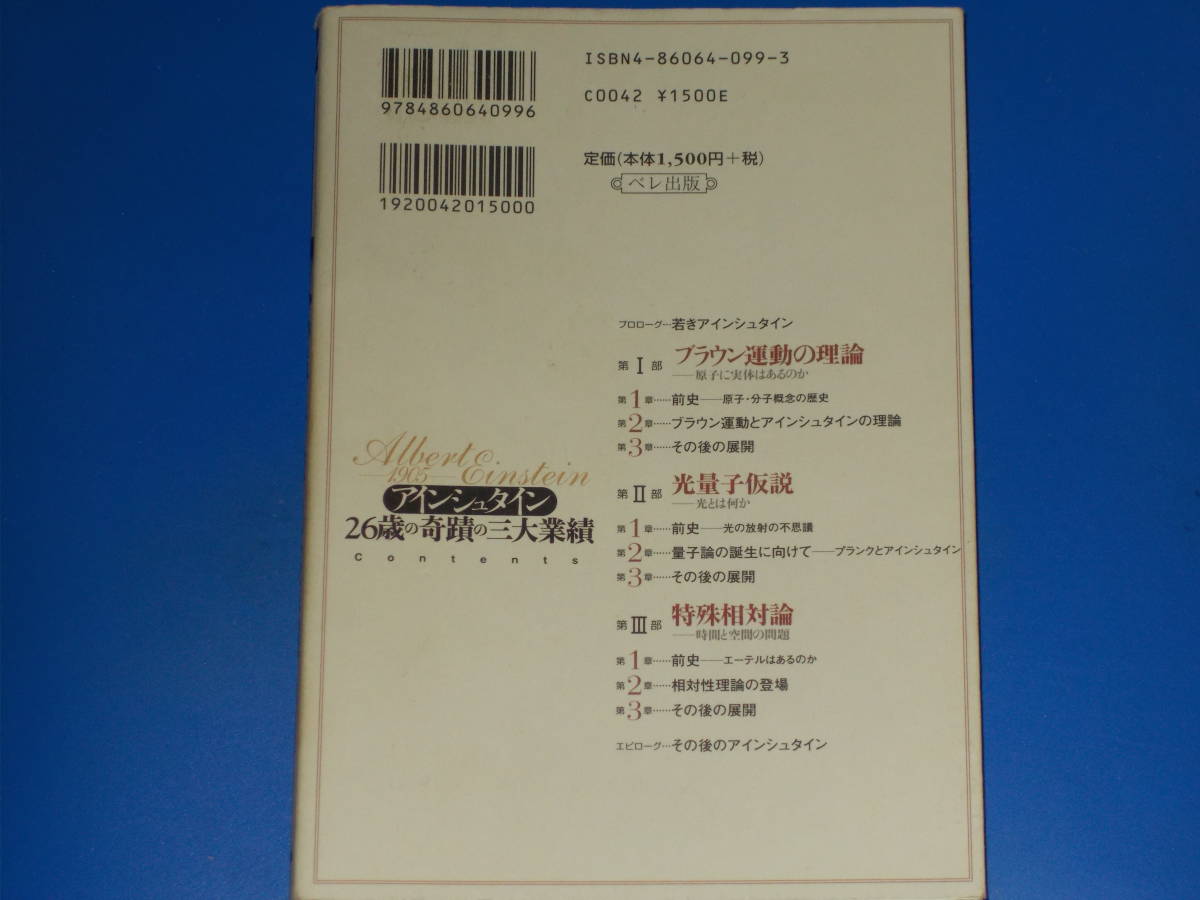 ISBN4-86064-099-3
9784860640996
C0042 ¥1500E
定価(本体1,500円+税)
ベレ出版
1920042015000
プロローグ…若きアインシュタイン
第Ⅰ部 ブラウン運動の理論
——原子に実体はあるのか
第1章……前史——原子・分子概念の歴史
第2章……ブラウン運動とアインシュタインの理論
第3章……その後の展開
第Ⅱ部 光量子仮説
——光とは何か
第1章……前史——光の放射の不思議
第2章……量子論の誕生に向けて——プランクとアインシュタイン
第3章……その後の展開
第Ⅲ部 特殊相対論
——時間と空間の問題
第1章……前史——エーテルはあるのか
第2章……相対性理論の登場
第3章……その後の展開
エピローグ…その後のアインシュタイン
Albert Einstein
1905
アインシュタイン
26歳の奇蹟の三大業績
Contents